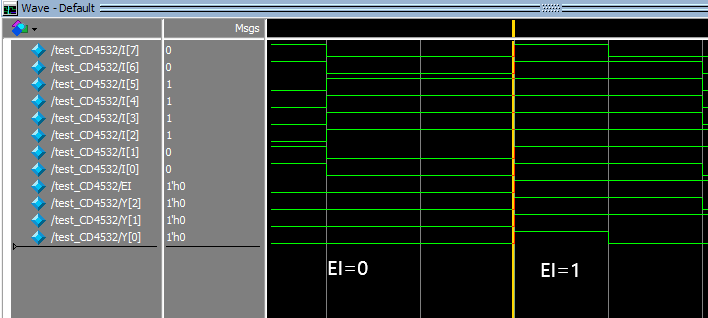 Wave - Default
Msgs
/test_CD4532/I[7] 0
/test_CD4532/I[6] 0
/test_CD4532/I[5] 1
/test_CD4532/I[4] 1
/test_CD4532/I[3] 1
/test_CD4532/I[2] 1
/test_CD4532/I[1] 0
/test_CD4532/I[0] 0
/test_CD4532/EI 1'h0
/test_CD4532/Y[2] 1'h0
/test_CD4532/Y[1] 1'h0
/test_CD4532/Y[0] 1'h0
EI=0 EI=1